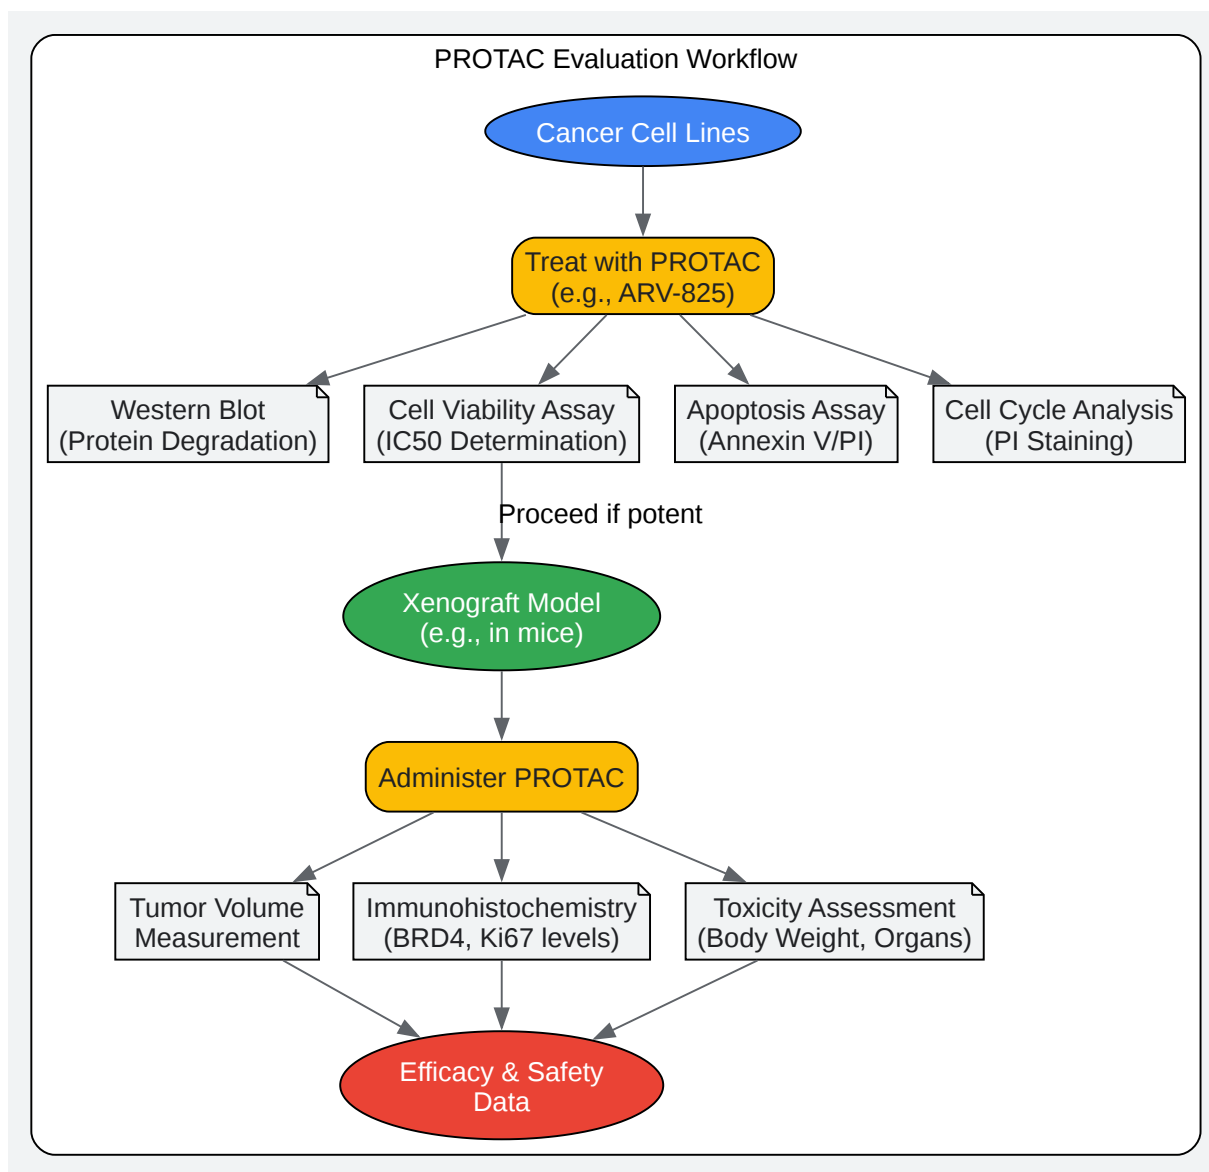 PROTAC Evaluation Workflow
Cancer Cell Lines
Treat with PROTAC
(e.g., ARV-825)
Western Blot
(Protein Degradation)
Cell Viability Assay
(IC50 Determination)
Apoptosis Assay
(Annexin V/PI)
Cell Cycle Analysis
(PI Staining)
Proceed if potent
Xenograft Model
(e.g., in mice)
Administer PROTAC
Tumor Volume
Measurement
Immunohistochemistry
(BRD4, Ki67 levels)
Toxicity Assessment
(Body Weight, Organs)
Efficacy & Safety
Data